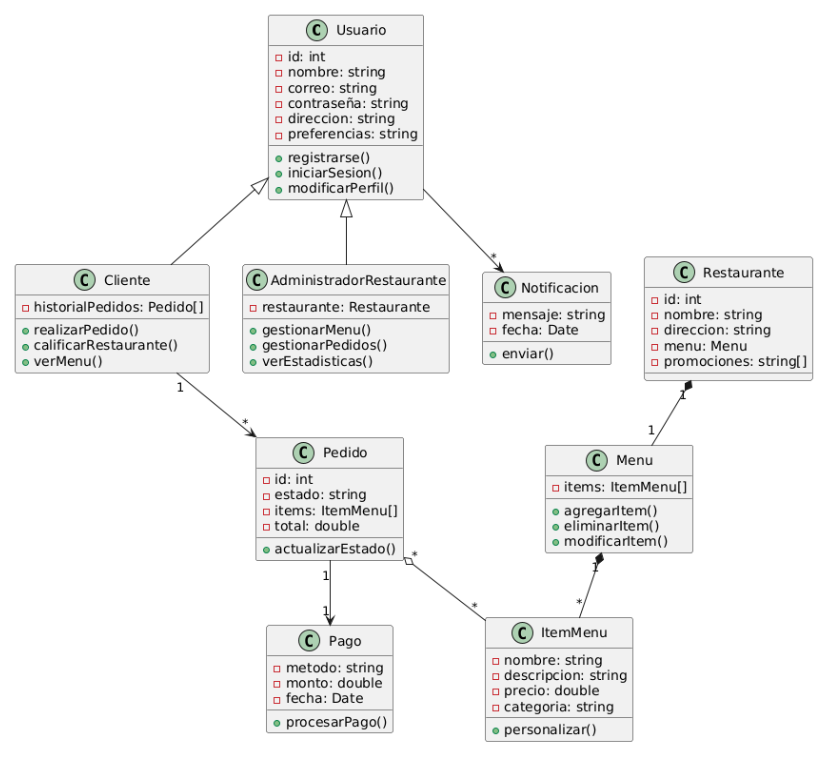 C Usuario
id: int
nombre: string
correo: string
contraseña: string
direccion: string
preferencias: string
registrarse()
iniciarSesion()
modificarPerfil()
C Cliente
historialPedidos: Pedido[]
realizarPedido()
calificarRestaurante()
verMenu()
C AdministradorRestaurante
restaurante: Restaurante
gestionarMenu()
gestionarPedidos()
verEstadisticas()
*
C Notificacion
mensaje: string
fecha: Date
enviar()
C Restaurante
id: int
nombre: string
direccion: string
menu: Menu
promociones: string[]
1
*
1
1
C Pedido
id: int
estado: string
items: ItemMenu[]
total: double
actualizarEstado()
C Menu
items: ItemMenu[]
agregarItem()
eliminarItem()
modificarItem()
1
1
*
*
1
*
C Pago
metodo: string
monto: double
fecha: Date
procesarPago()
C ItemMenu
nombre: string
descripcion: string
precio: double
categoria: string
personalizar()